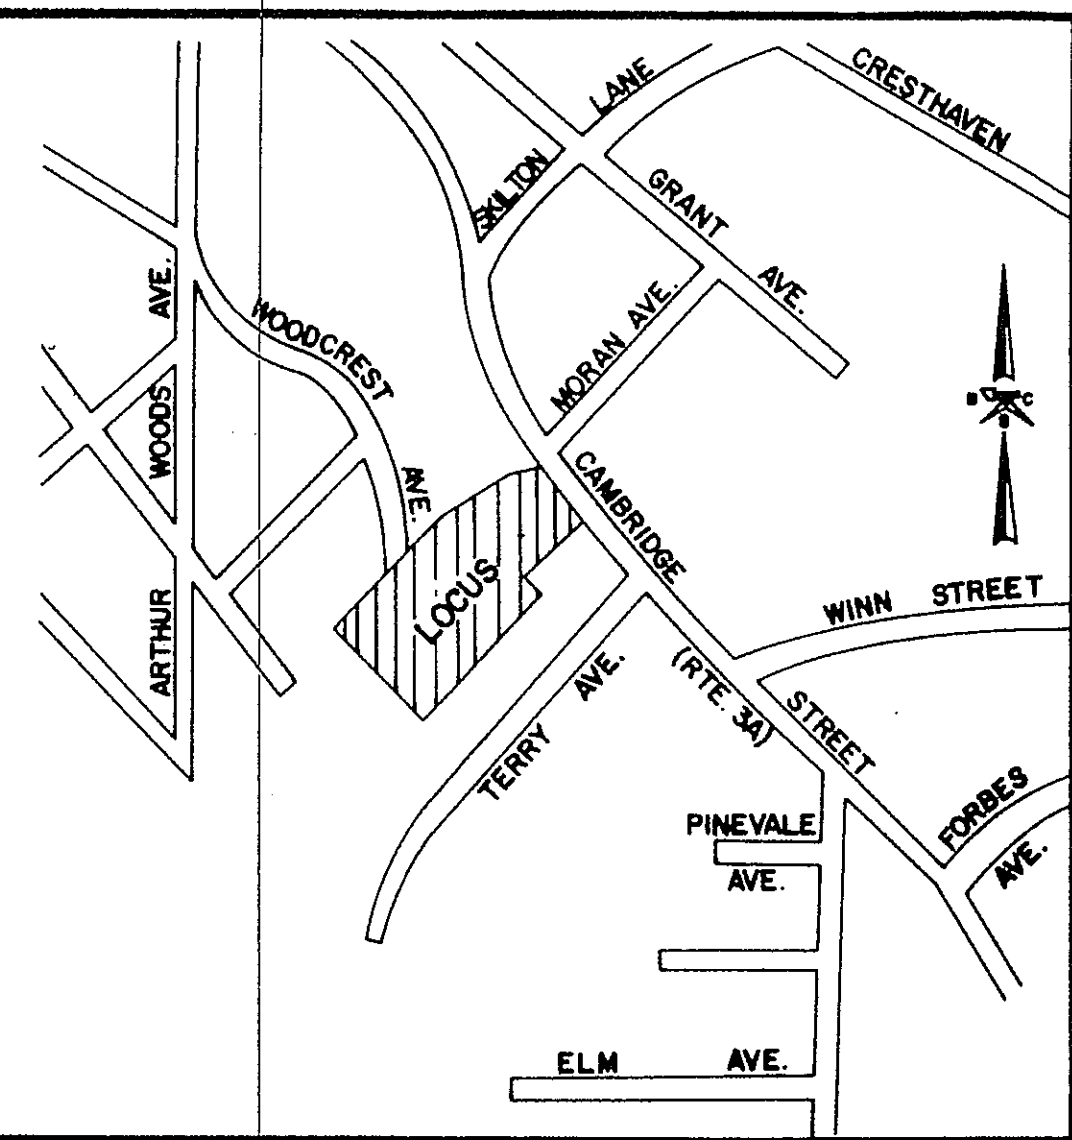 CRESTHAVEN
SKILTON LANE
GRANT AVE.
MORAN AVE.
WOODCREST AVE.
ARTHUR WOODS AVE.
B C
B
CAMBRIDGE STREET
(RTE. 3A)
LOCUS
WINN STREET
TERRY AVE.
FORBES AVE.
PINEVALE
AVE.
ELM AVE.